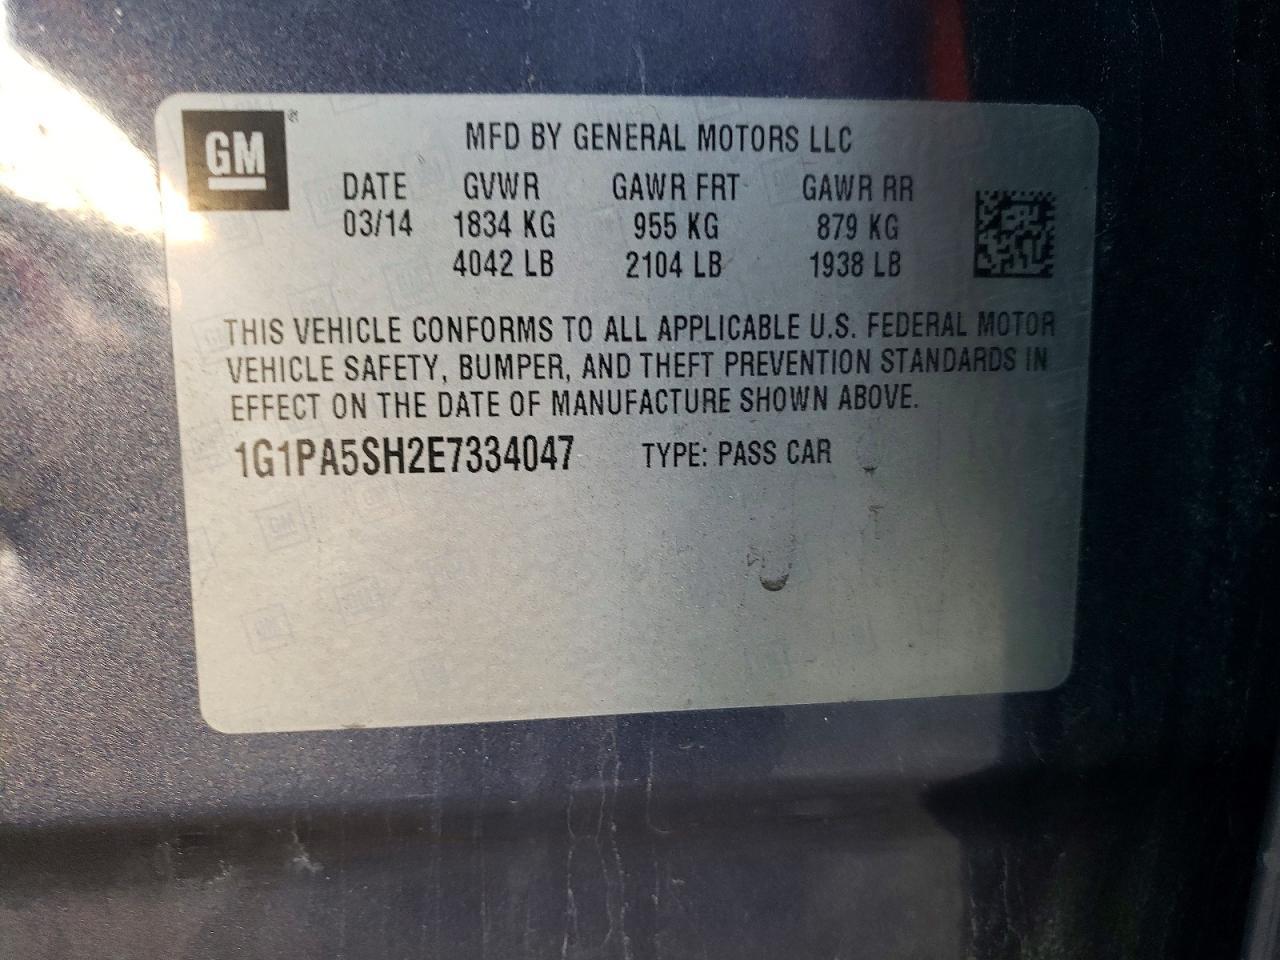 GM
MFD BY GENERAL MOTORS LLC
DATE GVWR GAWR FRT GAWR RR
03/14 1834 KG 955 KG 879 KG
4042 LB 2104 LB 1938 LB
THIS VEHICLE CONFORMS TO ALL APPLICABLE U.S. FEDERAL MOTOR
VEHICLE SAFETY, BUMPER, AND THEFT PREVENTION STANDARDS IN
EFFECT ON THE DATE OF MANUFACTURE SHOWN ABOVE.
1G1PA5SH2E7334047 TYPE: PASS CAR